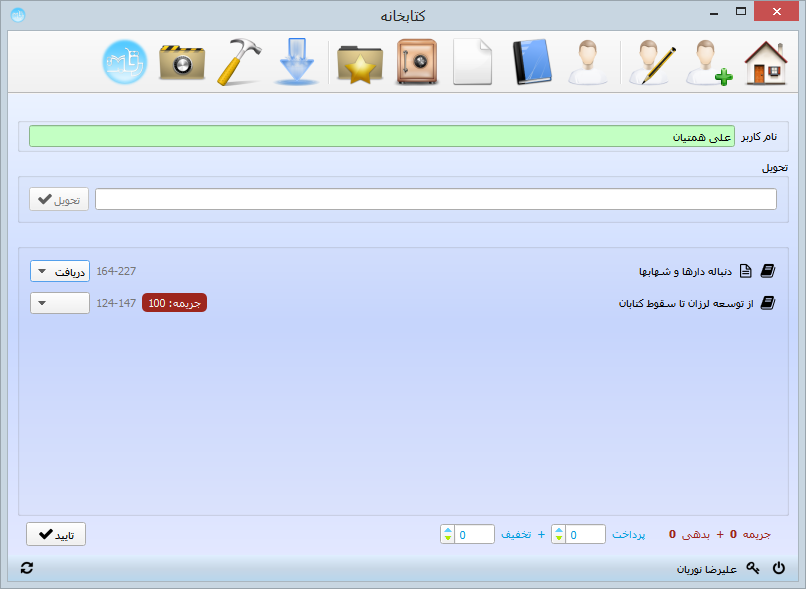 کتابخانه
نام کاربر علی همتیان
تحویل
تحویل
دنباله دارها و شهابها 164-227 دریافت
از توسعه لرزان تا سقوط کتابان جریمه: 100 124-147
جریمه 0 + بدهی 0 پرداخت 0 + تخفیف 0 تایید
علیرضا نوریان